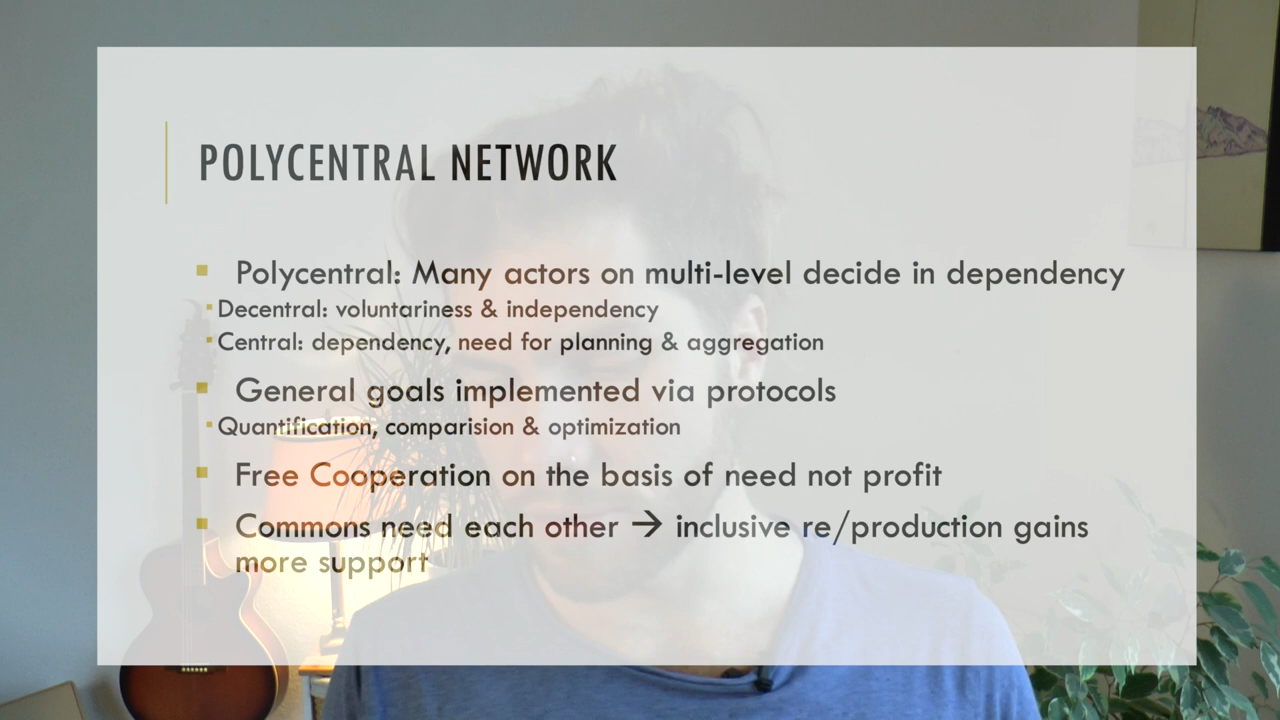 POLYCENTRAL NETWORK
Polycentral: Many actors on multi-level decide in dependency
Decentral: voluntariness & independency
Central: dependency, need for planning & aggregation
General goals implemented via protocols
Quantification, comparision & optimization
Free Cooperation on the basis of need not profit
Commons need each other → inclusive re/production gains
more support